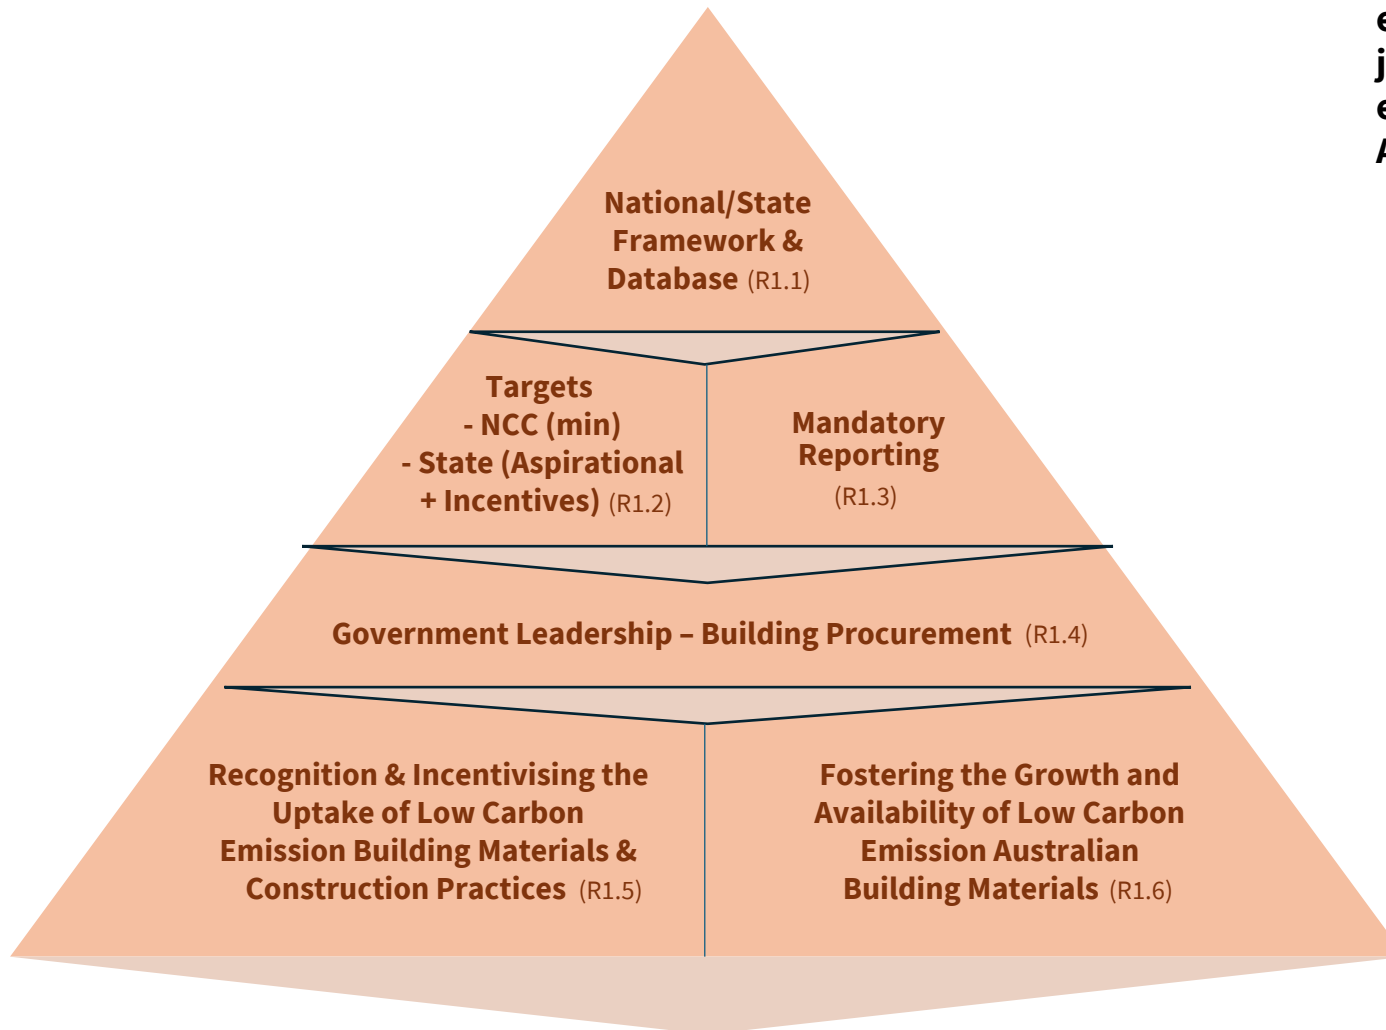 National/State
Framework &
Database (R1.1)
Targets
- NCC (min)
- State (Aspirational
+ Incentives) (R1.2)
Mandatory
Reporting
(R1.3)
Government Leadership – Building Procurement (R1.4)
Recognition & Incentivising the
Uptake of Low Carbon
Emission Building Materials &
Construction Practices (R1.5)
Fostering the Growth and
Availability of Low Carbon
Emission Australian
Building Materials (R1.6)